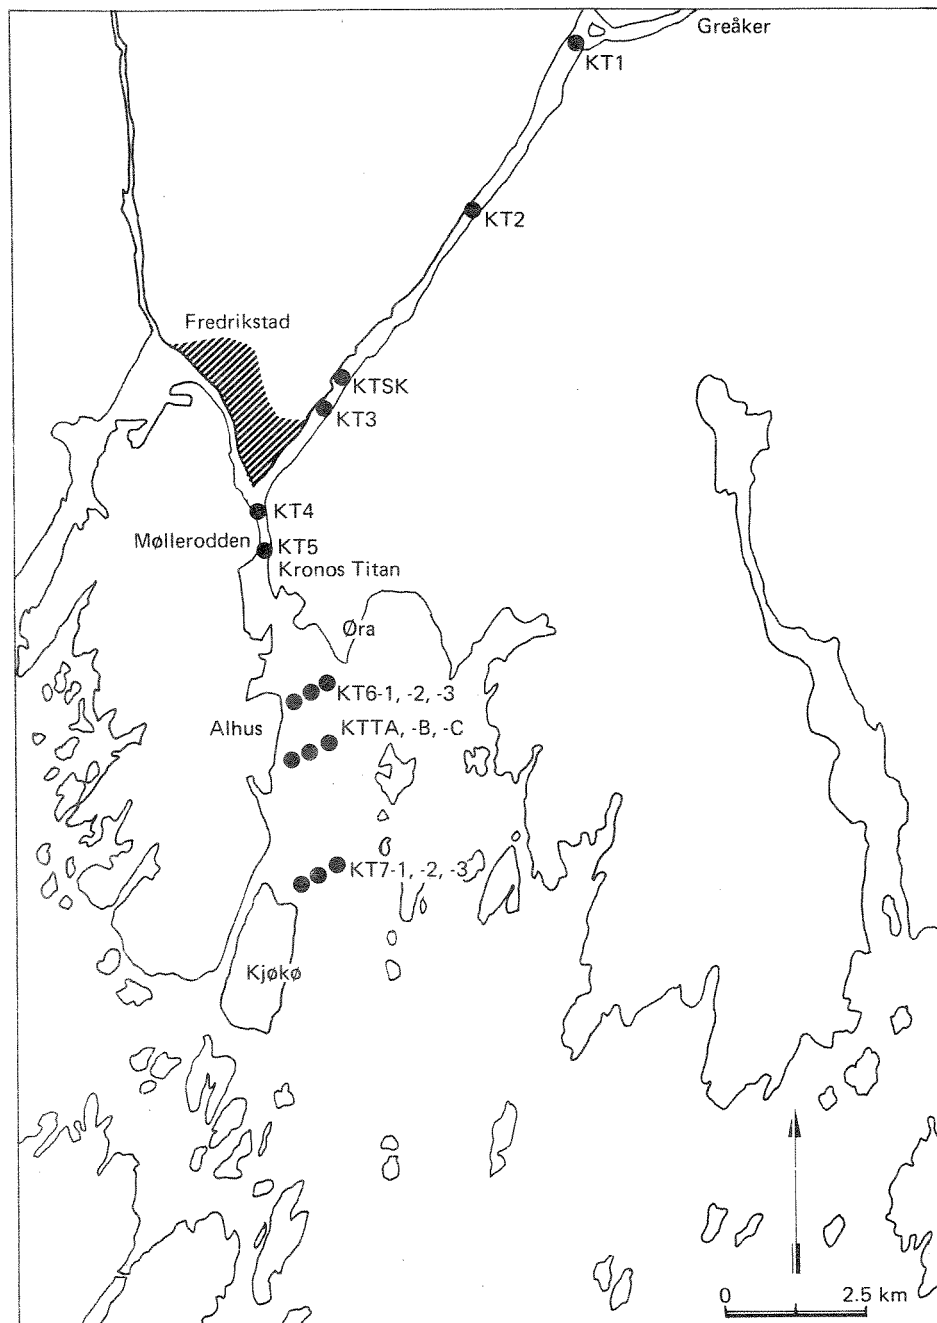 Greåker
KT1
KT2
Fredrikstad
KTSK
KT3
KT4
Møllerodden
KT5
Kronos Titan
Øra
KT6-1, -2, -3
Alhus
KTTA, -B, -C
KT7-1, -2, -3
Kjøkø
0
2.5 km